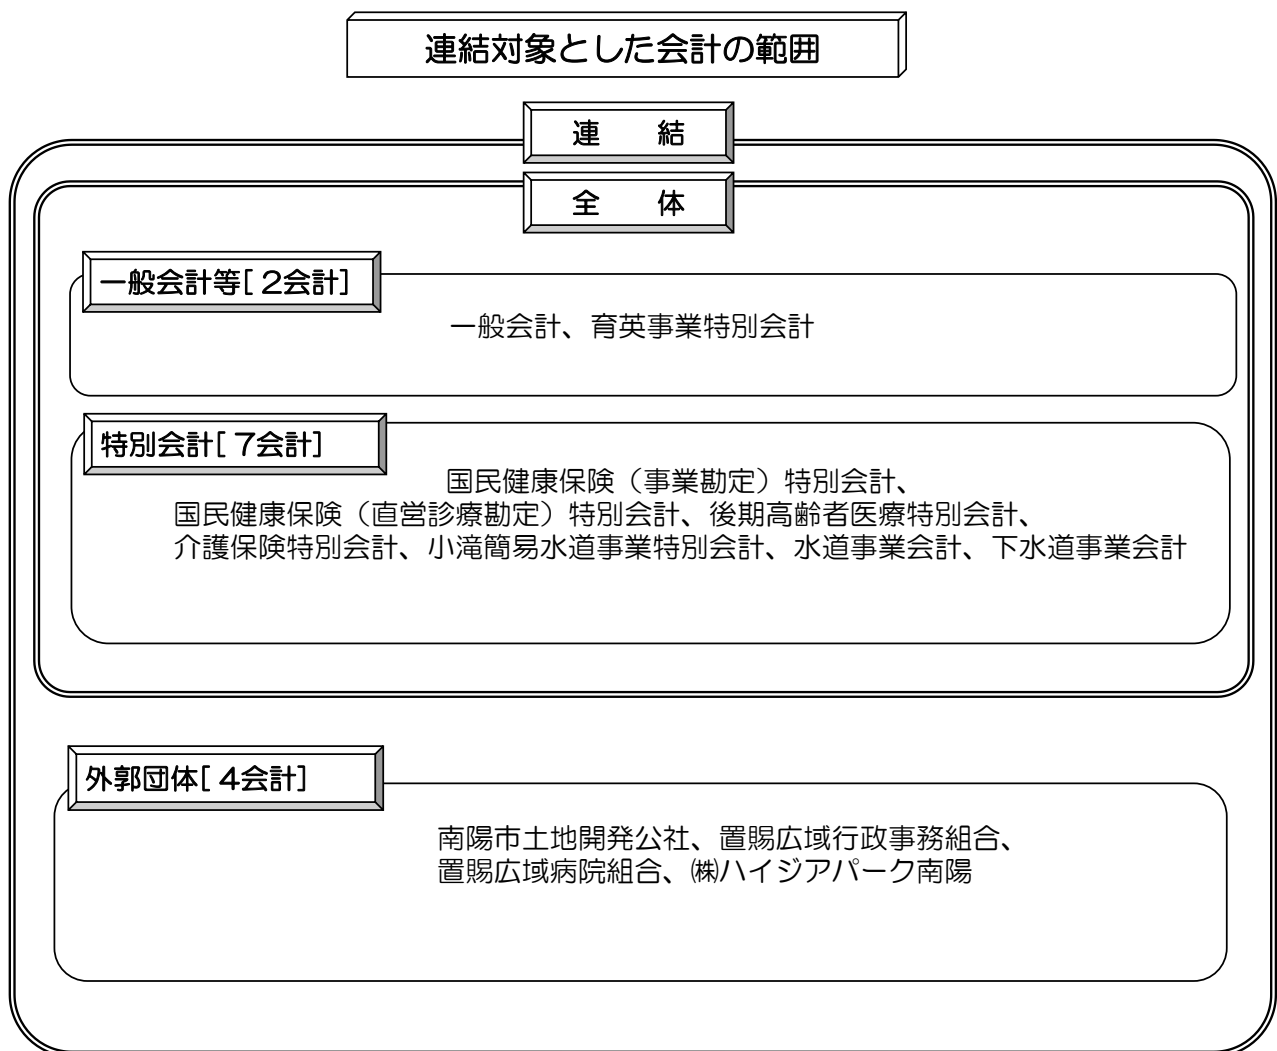 連結対象とした会計の範囲
連　　結
全　　体
一般会計等[ 2会計]
一般会計、育英事業特別会計
特別会計[ 7会計]
国民健康保険（事業勘定）特別会計、
国民健康保険（直営診療勘定）特別会計、後期高齢者医療特別会計、
介護保険特別会計、小滝簡易水道事業特別会計、水道事業会計、下水道事業会計
外郭団体[ 4会計]
南陽市土地開発公社、置賜広域行政事務組合、
置賜広域病院組合、㈱ハイジアパーク南陽